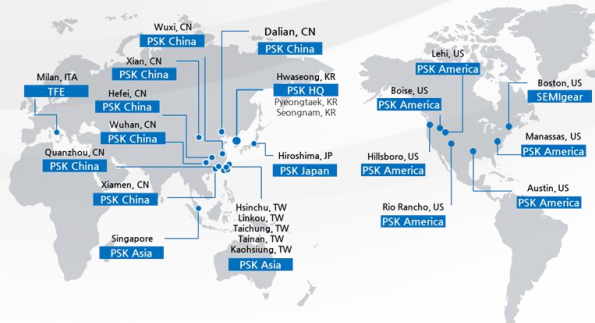 Wuxi, CN
PSK China
Dalian, CN
PSK China
Xian, CN
PSK China
Milan, ITA
TFE
Hefei, CN
PSK China
Hwaseong, KR
PSK HQ
Pyeongtaek, KR
Seongnam, KR
Wuhan, CN
PSK China
Quanzhou, CN
PSK China
Hiroshima, JP
PSK Japan
Xiamen, CN
PSK China
Hsinchu, TW
Linkou, TW
Taichung, TW
Tainan, TW
Kaohsiung, TW
PSK Asia
Singapore
PSK Asia
Lehi, US
PSK America
Boise, US
PSK America
Boston, US
SEMIgear
Manassas, US
PSK America
Hillsboro, US
PSK America
Austin, US
PSK America
Rio Rancho, US
PSK America